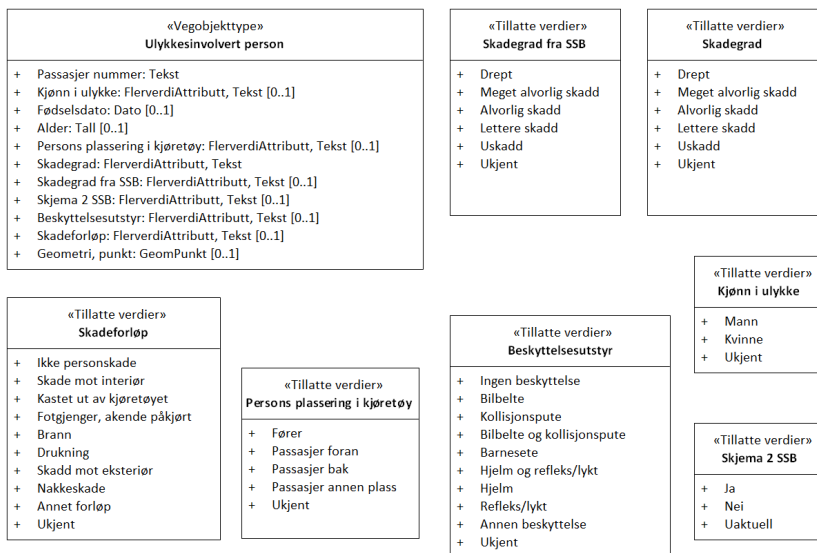 «Vegobjekttype»
Ulykkesinvolvert person
+ Passasjer nummer: Tekst
+ Kjønn i ulykke: FlerverdiAttributt, Tekst [0..1]
+ Fødselsdato: Dato [0..1]
+ Alder: Tall [0..1]
+ Persons plassering i kjøretøy: FlerverdiAttributt, Tekst [0..1]
+ Skadegrad: FlerverdiAttributt, Tekst
+ Skadegrad fra SSB: FlerverdiAttributt, Tekst [0..1]
+ Skjema 2 SSB: FlerverdiAttributt, Tekst [0..1]
+ Beskyttelsesutstyr: FlerverdiAttributt, Tekst [0..1]
+ Skadeforløp: FlerverdiAttributt, Tekst [0..1]
+ Geometri, punkt: GeomPunkt [0..1]
«Tillatte verdier»
Skadegrad fra SSB
+ Drept
+ Meget alvorlig skadd
+ Alvorlig skadd
+ Lettere skadd
+ Uskadd
+ Ukjent
«Tillatte verdier»
Skadegrad
+ Drept
+ Meget alvorlig skadd
+ Alvorlig skadd
+ Lettere skadd
+ Uskadd
+ Ukjent
«Tillatte verdier»
Skadeforløp
+ Ikke personskade
+ Skade mot interiør
+ Kastet ut av kjøretøyet
+ Fotgjenger, akende påkjørt
+ Brann
+ Drukning
+ Skadd mot eksteriør
+ Nakkeskade
+ Annet forløp
+ Ukjent
«Tillatte verdier»
Persons plassering i kjøretøy
+ Fører
+ Passasjer foran
+ Passasjer bak
+ Passasjer annen plass
+ Ukjent
«Tillatte verdier»
Beskyttelsesutstyr
+ Ingen beskyttelse
+ Bilbelte
+ Kollisjonspute
+ Bilbelte og kollisjonspute
+ Barnesete
+ Hjelm og refleks/lykt
+ Hjelm
+ Refleks/lykt
+ Annen beskyttelse
+ Ukjent
«Tillatte verdier»
Kjønn i ulykke
+ Mann
+ Kvinne
+ Ukjent
«Tillatte verdier»
Skjema 2 SSB
+ Ja
+ Nei
+ Uaktuell